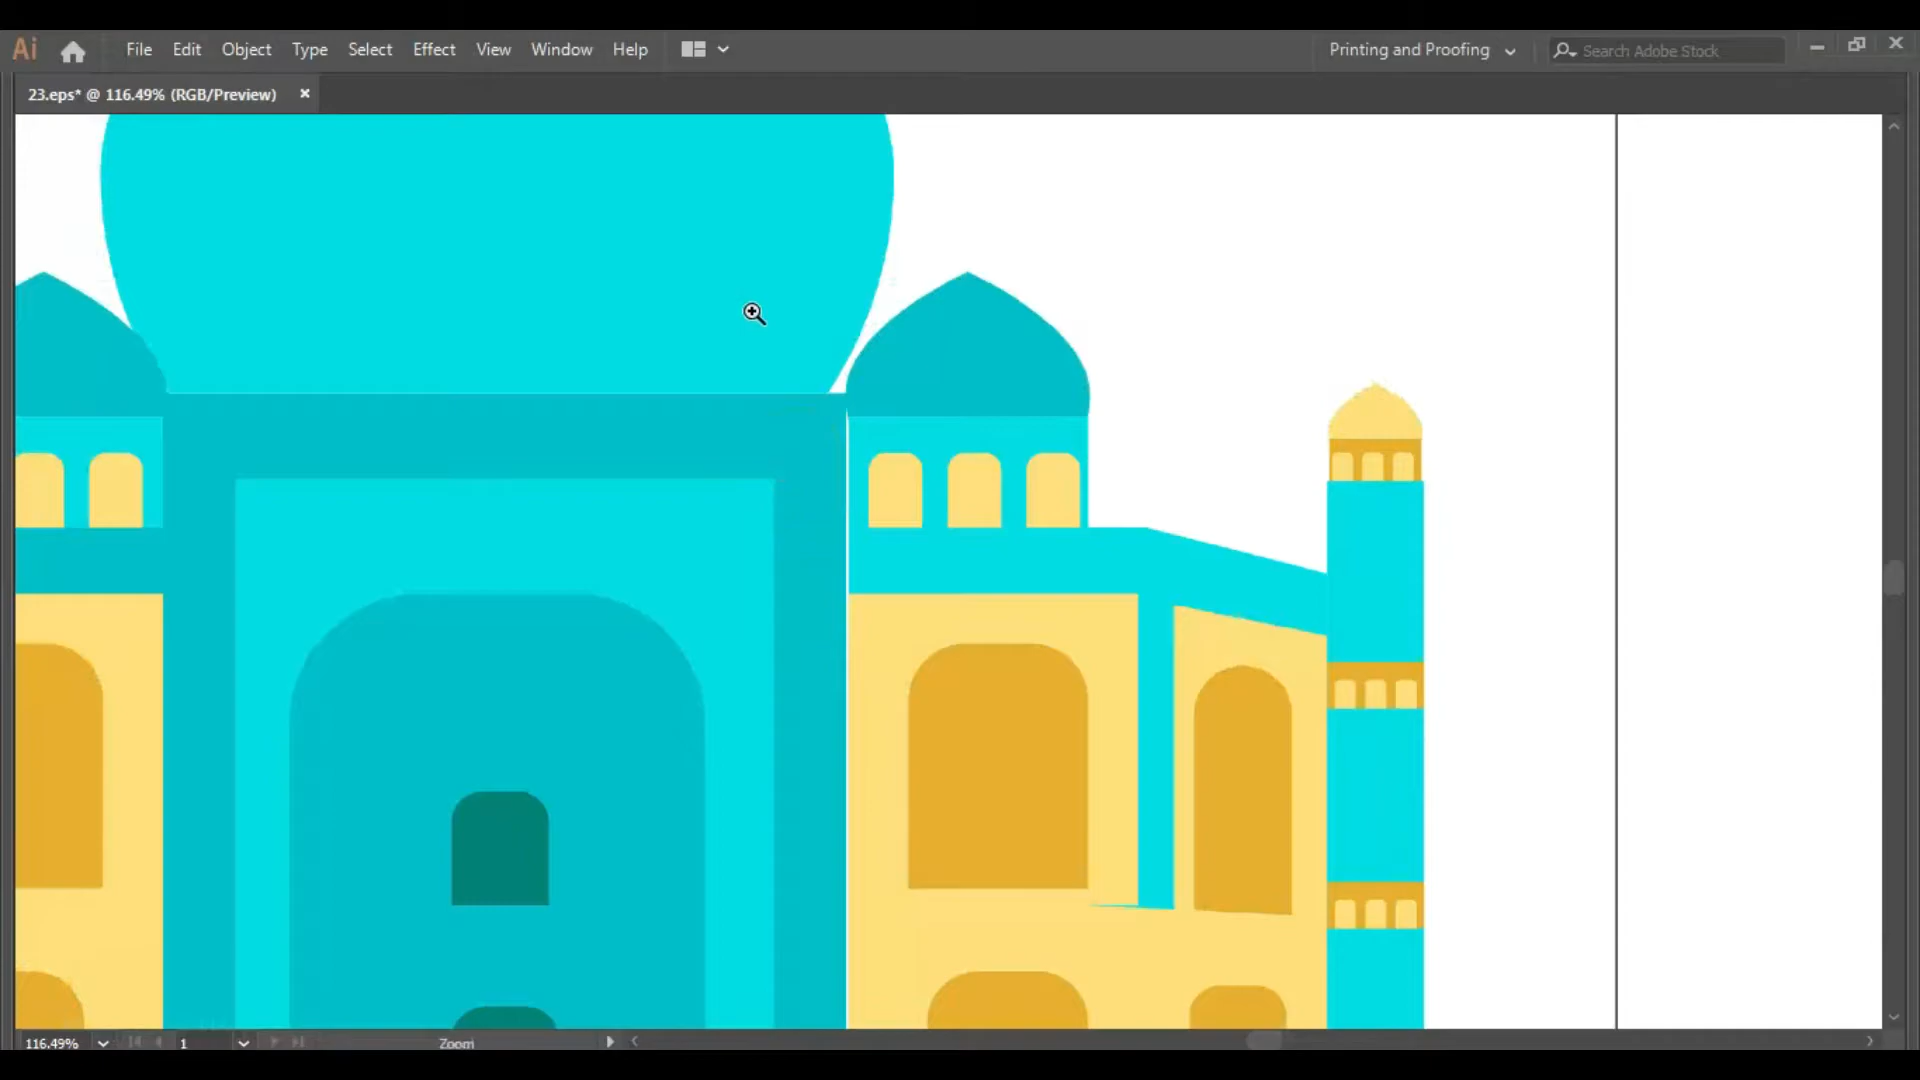 Ai File Edit Object Type Select Effect View Window Help Printing and Proofing Search Adobe Stock
23.eps* @ 116.49% (RGB/Preview) ×
116.49% 1 Zoom